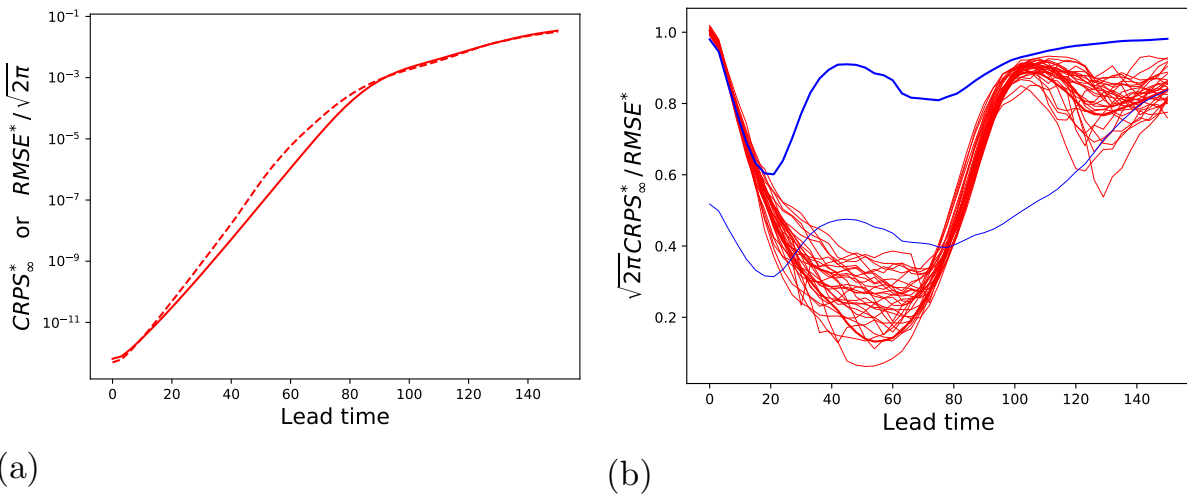 CRPS*∞ or RMSE* / √2π
10⁻¹
10⁻³
10⁻⁵
10⁻⁷
10⁻⁹
10⁻¹¹
0 20 40 60 80 100 120 140
Lead time
(a)
√2πCRPS*∞ / RMSE*
1.0
0.8
0.6
0.4
0.2
0 20 40 60 80 100 120 140
Lead time
(b)